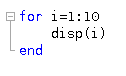 for i=1:10
    disp(i)
end